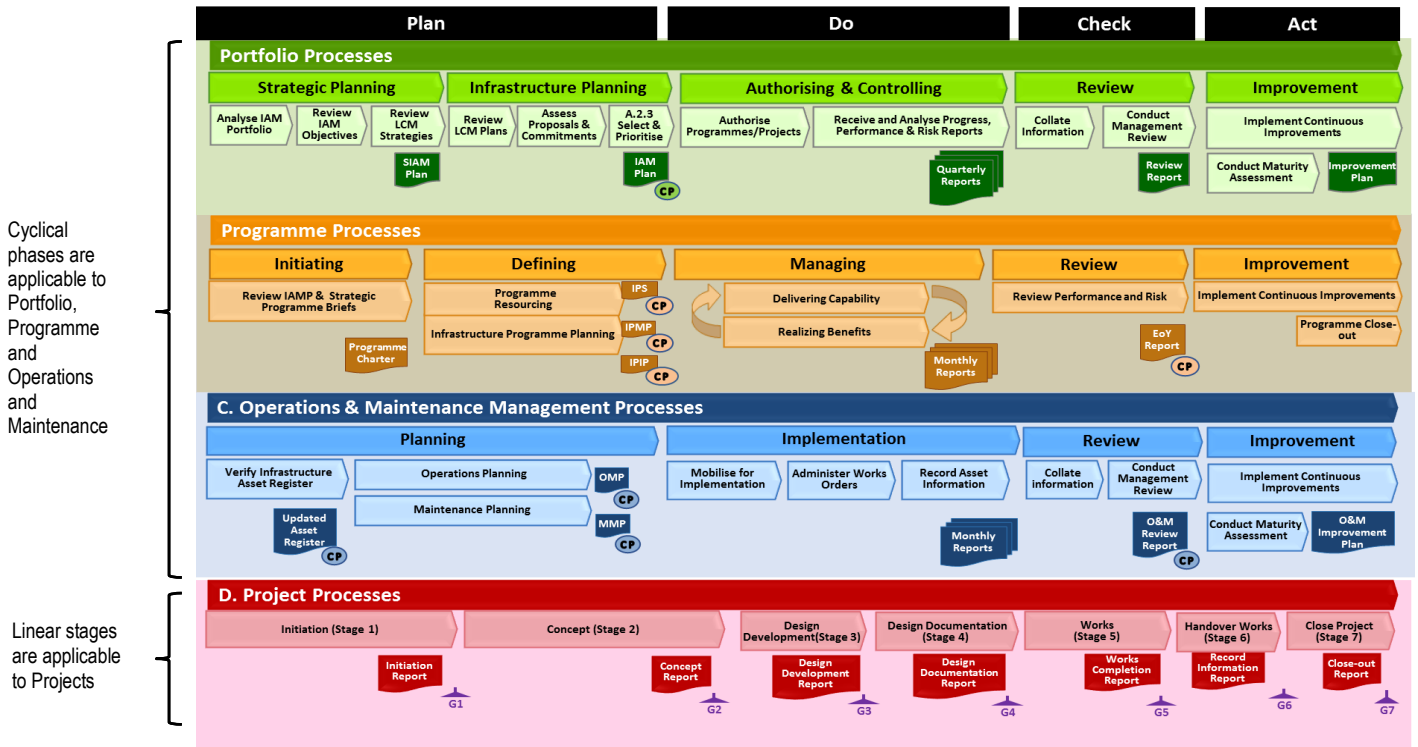 Plan
Do
Check
Act
Cyclical
phases are
applicable to
Portfolio,
Programme
and
Operations
and
Maintenance
Portfolio Processes
Strategic Planning
Infrastructure Planning
Authorising & Controlling
Review
Improvement
Analyse IAM
Portfolio
Review
IAM
Objectives
Review
LCM
Strategies
Review
LCM Plans
Assess
Proposals &
Commitments
A.2.3
Select &
Prioritise
Authorise
Programmes/Projects
Receive and Analyse Progress,
Performance & Risk Reports
Collate
Information
Conduct
Management
Review
Implement Continuous
Improvements
SIAM
Plan
IAM
Plan
CP
Quarterly
Reports
Review
Report
Conduct Maturity
Assessment
Improvement
Plan
Programme Processes
Initiating
Defining
Managing
Review
Improvement
Review IAMP & Strategic
Programme Briefs
Programme
Resourcing
IPS
CP
Infrastructure Programme Planning
IPMP
CP
IPIP
CP
Delivering Capability
Realizing Benefits
Review Performance and Risk
Implement Continuous Improvements
Programme
Charter
Monthly
Reports
EoY
Report
CP
Programme Close-
out
C. Operations & Maintenance Management Processes
Planning
Implementation
Review
Improvement
Verify Infrastructure
Asset Register
Operations Planning
OMP
CP
Maintenance Planning
MMP
CP
Mobilise for
Implementation
Administer Works
Orders
Record Asset
Information
Collate
information
Conduct
Management
Review
Implement Continuous
Improvements
Updated
Asset
Register
CP
Monthly
Reports
O&M
Review
Report
CP
Conduct Maturity
Assessment
O&M
Improvement
Plan
Linear stages
are applicable
to Projects
D. Project Processes
Initiation (Stage 1)
Concept (Stage 2)
Design
Development(Stage 3)
Design Documentation
(Stage 4)
Works
(Stage 5)
Handover Works
(Stage 6)
Close Project
(Stage 7)
Initiation
Report
G1
Concept
Report
G2
Design
Development
Report
G3
Design
Documentation
Report
G4
Works
Completion
Report
G5
Record
Information
Report
G6
Close-out
Report
G7